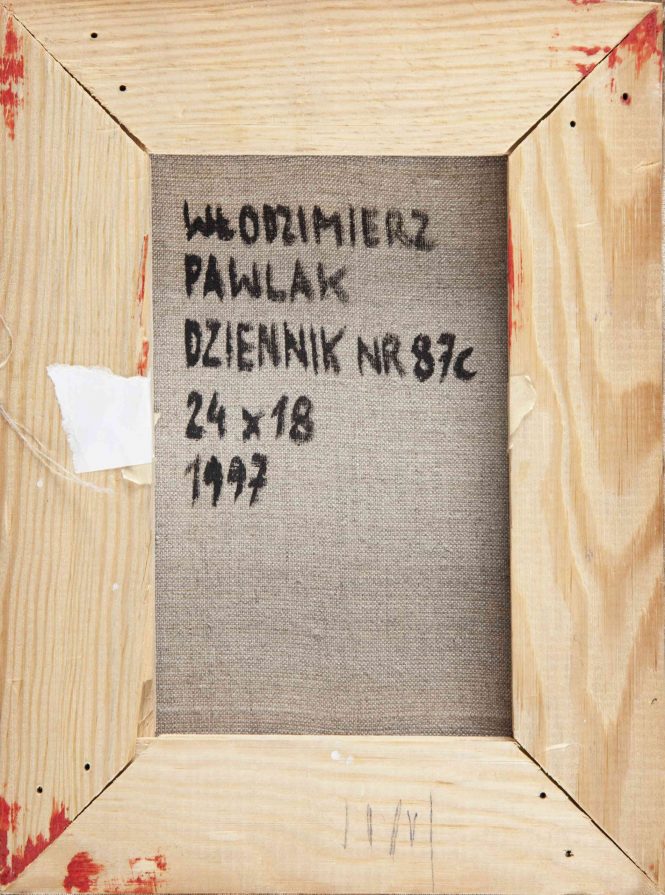 WŁODZIMIERZ
PAWLAK
DZIENNIK NR 87C
24 x 18
1997